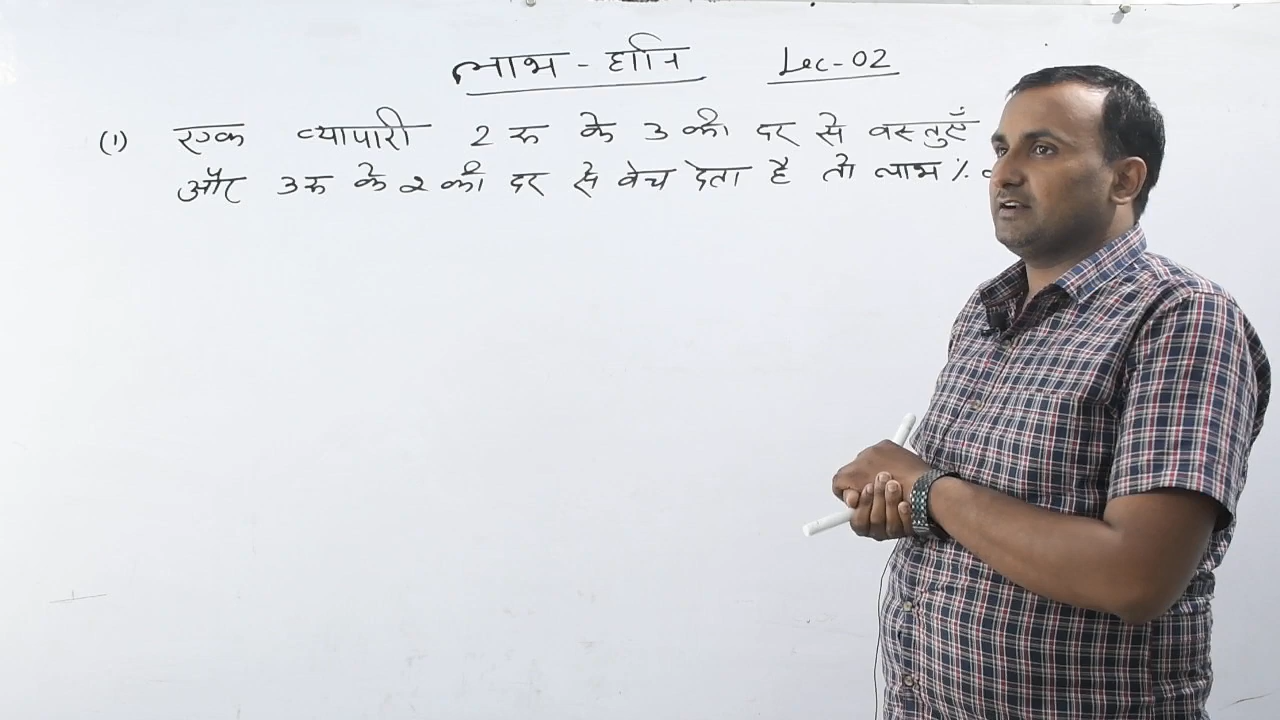 लाभ - हानि Lec-02
(1) एक व्यापारी 2 रू के 3 की दर से वस्तुएँ
और 3 रू के 2 की दर से बेच देता है तो लाभ %